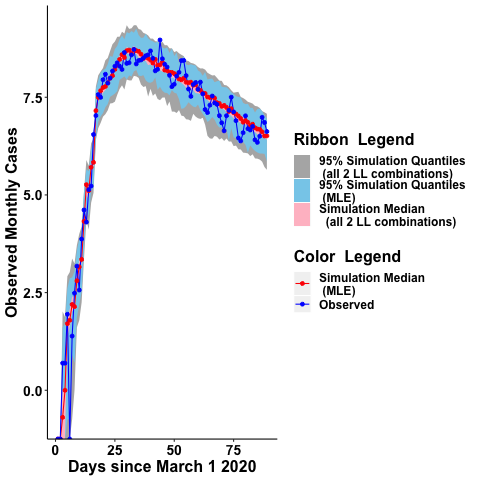 Observed Monthly Cases
7.5
5.0
2.5
0.0
0
25
50
75
Days since March 1 2020
Ribbon Legend
95% Simulation Quantiles
(all 2 LL combinations)
95% Simulation Quantiles
(MLE)
Simulation Median
(all 2 LL combinations)
Color Legend
Simulation Median
(MLE)
Observed